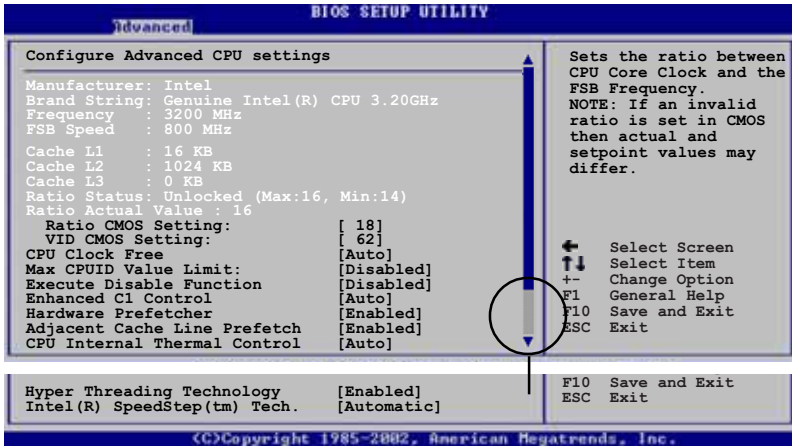 BIOS SETUP UTILITY
Advanced
Configure Advanced CPU settings
Manufacturer: Intel
Brand String: Genuine Intel(R) CPU 3.20GHz
Frequency : 3200 MHz
FSB Speed : 800 MHz
Cache L1 : 16 KB
Cache L2 : 1024 KB
Cache L3 : 0 KB
Ratio Status: Unlocked (Max:16, Min:14)
Ratio Actual Value : 16
Ratio CMOS Setting: [ 18]
VID CMOS Setting: [ 62]
CPU Clock Free [Auto]
Max CPUID Value Limit: [Disabled]
Execute Disable Function [Disabled]
Enhanced C1 Control [Auto]
Hardware Prefetcher [Enabled]
Adjacent Cache Line Prefetch [Enabled]
CPU Internal Thermal Control [Auto]
Sets the ratio between
CPU Core Clock and the
FSB Frequency.
NOTE: If an invalid
ratio is set in CMOS
then actual and
setpoint values may
differ.
← Select Screen
↑↓ Select Item
+- Change Option
F1 General Help
F10 Save and Exit
ESC Exit
Hyper Threading Technology [Enabled]
Intel(R) SpeedStep(tm) Tech. [Automatic]
F10 Save and Exit
ESC Exit
(C)Copyright 1985-2002, American Megatrends, Inc.